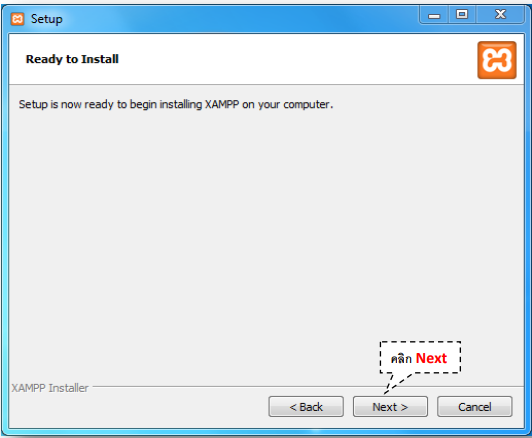 Setup
Ready to Install
Setup is now ready to begin installing XAMPP on your computer.
คลิก Next
XAMPP Installer
< Back
Next >
Cancel